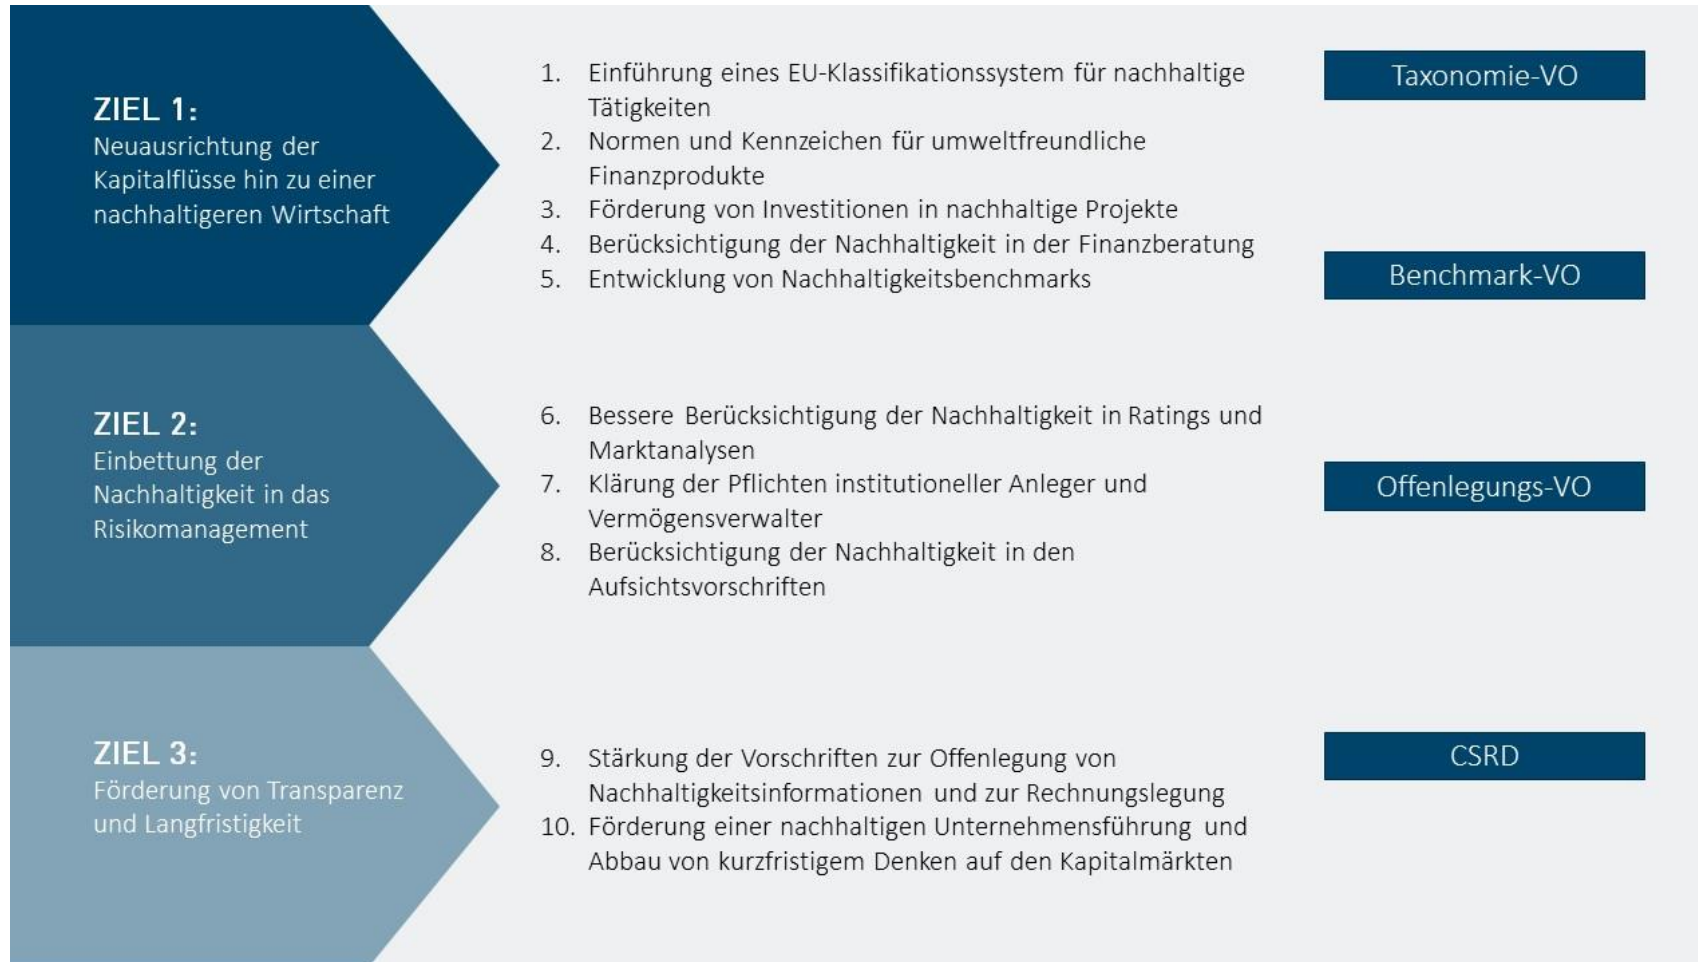 ZIEL 1:
Neuausrichtung der
Kapitalflüsse hin zu einer
nachhaltigeren Wirtschaft
1. Einführung eines EU-Klassifikationssystem für nachhaltige
Tätigkeiten
2. Normen und Kennzeichen für umweltfreundliche
Finanzprodukte
3. Förderung von Investitionen in nachhaltige Projekte
4. Berücksichtigung der Nachhaltigkeit in der Finanzberatung
5. Entwicklung von Nachhaltigkeitsbenchmarks
Taxonomie-VO
Benchmark-VO
ZIEL 2:
Einbettung der
Nachhaltigkeit in das
Risikomanagement
6. Bessere Berücksichtigung der Nachhaltigkeit in Ratings und
Marktanalysen
7. Klärung der Pflichten institutioneller Anleger und
Vermögensverwalter
8. Berücksichtigung der Nachhaltigkeit in den
Aufsichtsvorschriften
Offenlegungs-VO
ZIEL 3:
Förderung von Transparenz
und Langfristigkeit
9. Stärkung der Vorschriften zur Offenlegung von
Nachhaltigkeitsinformationen und zur Rechnungslegung
10. Förderung einer nachhaltigen Unternehmensführung und
Abbau von kurzfristigem Denken auf den Kapitalmärkten
CSRD